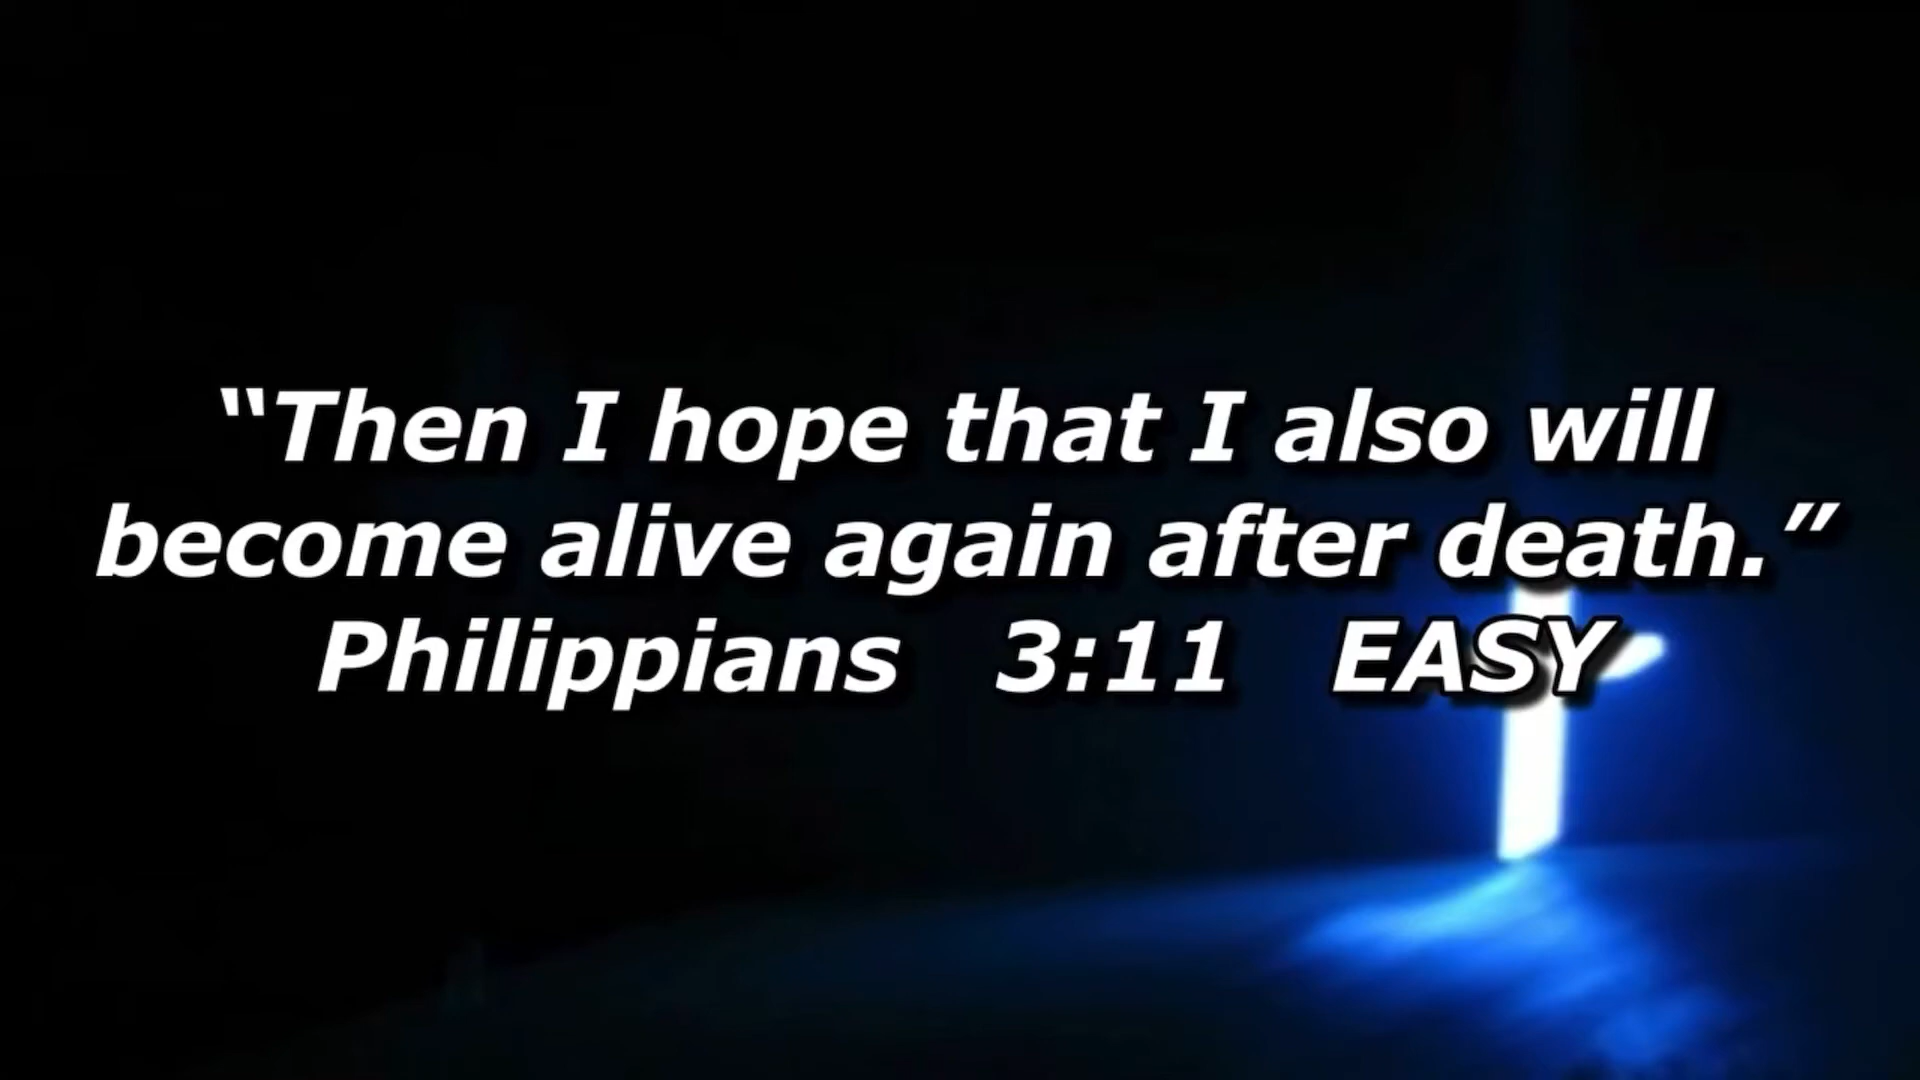 “Then I hope that I also will
become alive again after death.”
Philippians 3:11 EASY